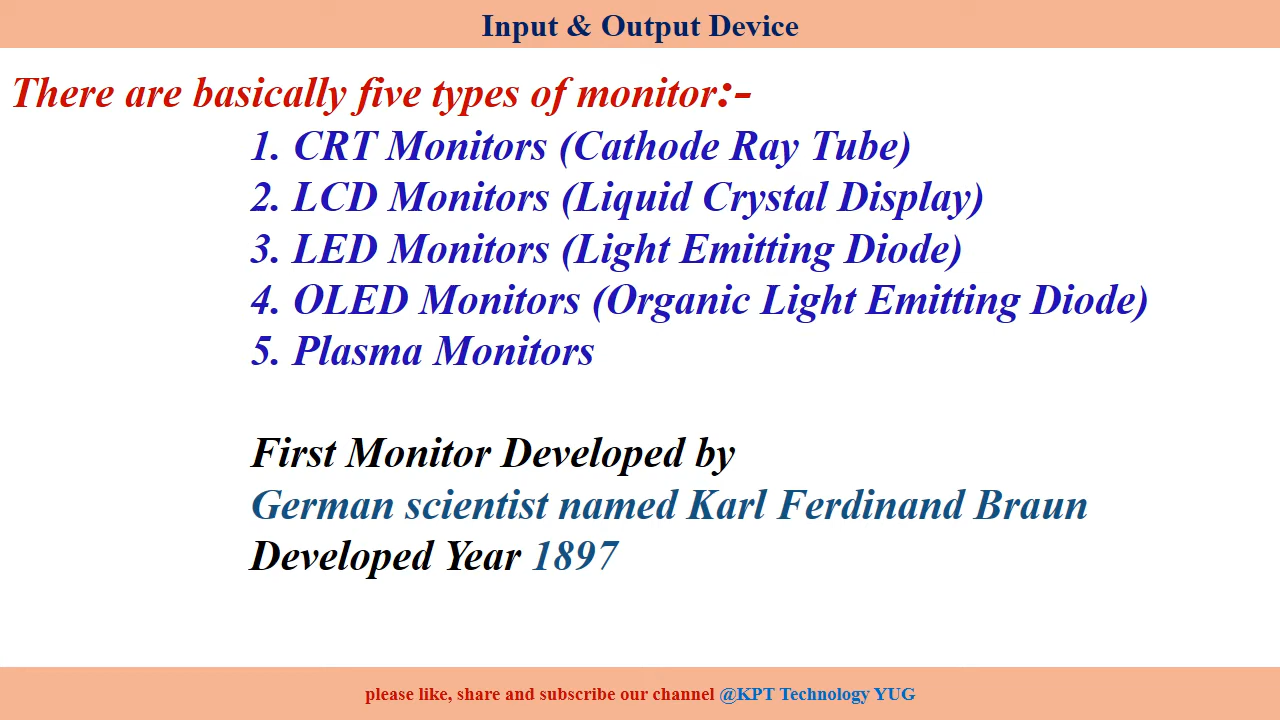 Input & Output Device
There are basically five types of monitor:-
1. CRT Monitors (Cathode Ray Tube)
2. LCD Monitors (Liquid Crystal Display)
3. LED Monitors (Light Emitting Diode)
4. OLED Monitors (Organic Light Emitting Diode)
5. Plasma Monitors
First Monitor Developed by
German scientist named Karl Ferdinand Braun
Developed Year 1897
please like, share and subscribe our channel @KPT Technology YUG